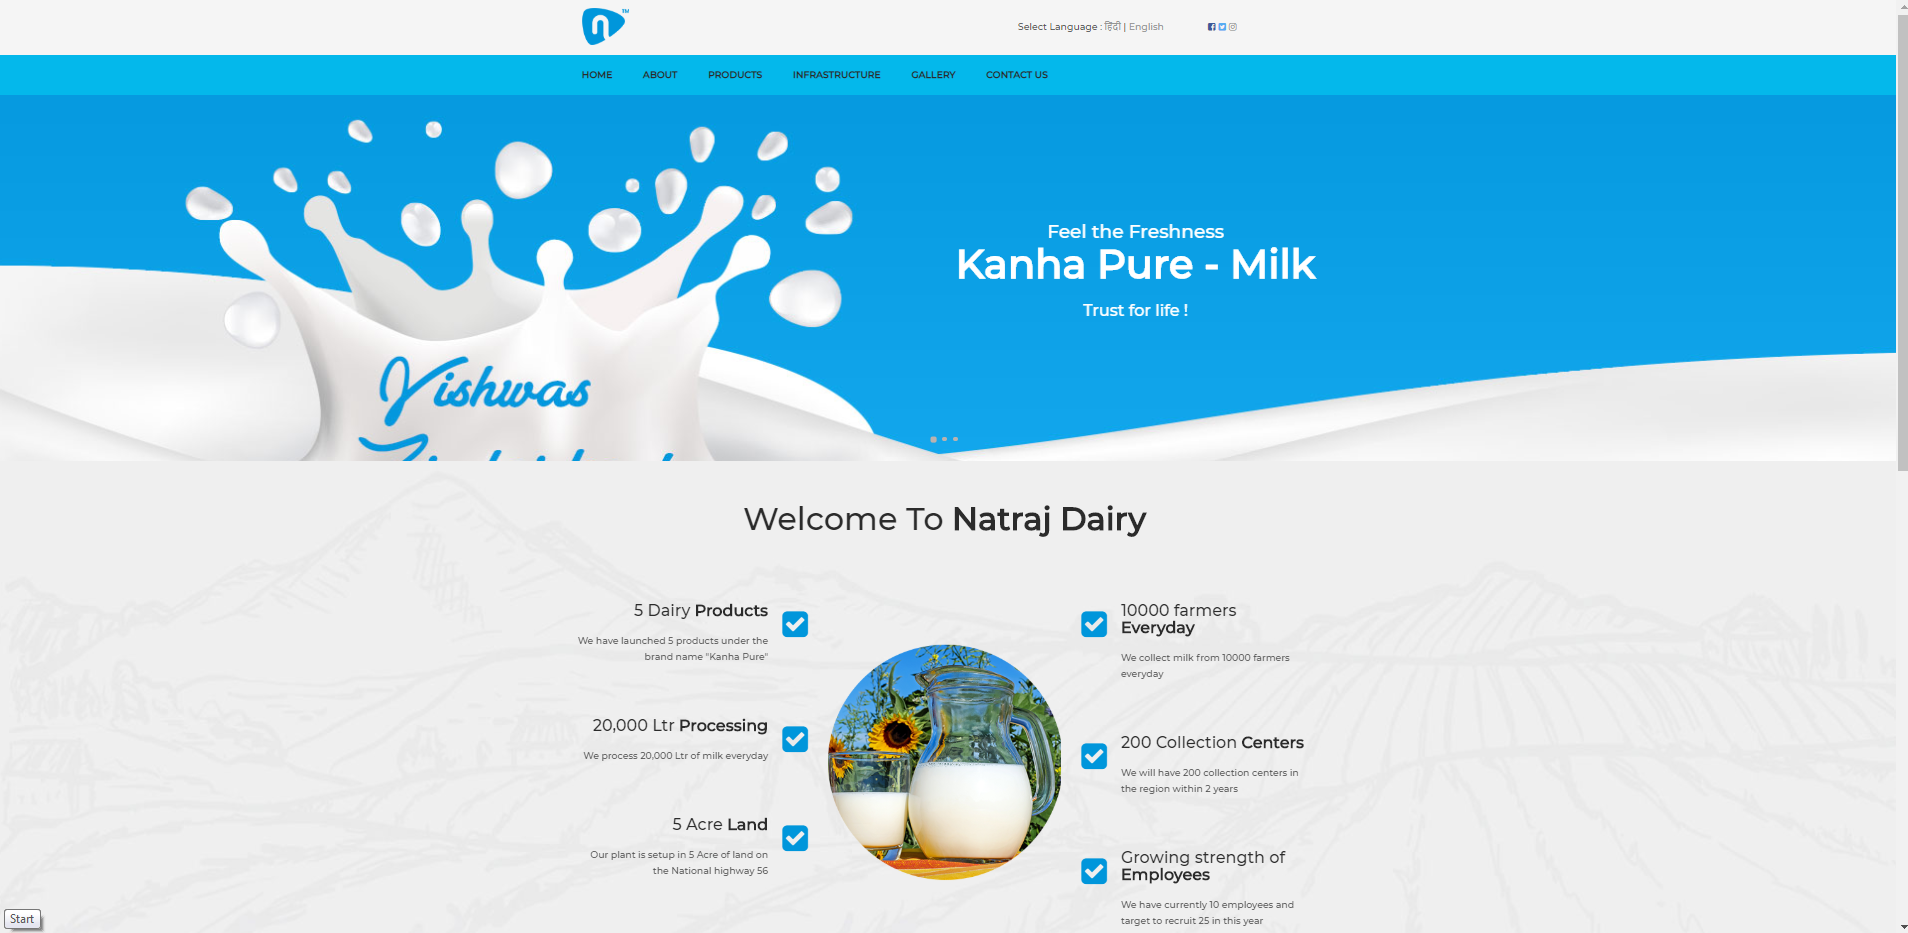 n™
Select Language : हिंदी | English
HOME ABOUT PRODUCTS INFRASTRUCTURE GALLERY CONTACT US
Feel the Freshness
Kanha Pure - Milk
Trust for life !
Vishwas
Welcome To Natraj Dairy
5 Dairy Products
We have launched 5 products under the
brand name "Kanha Pure"
20,000 Ltr Processing
We process 20,000 Ltr of milk everyday
5 Acre Land
Our plant is setup in 5 Acre of land on
the National highway 56
10000 farmers
Everyday
We collect milk from 10000 farmers
everyday
200 Collection Centers
We will have 200 collection centers in
the region within 2 years
Growing strength of
Employees
We have currently 10 employees and
target to recruit 25 in this year
Start